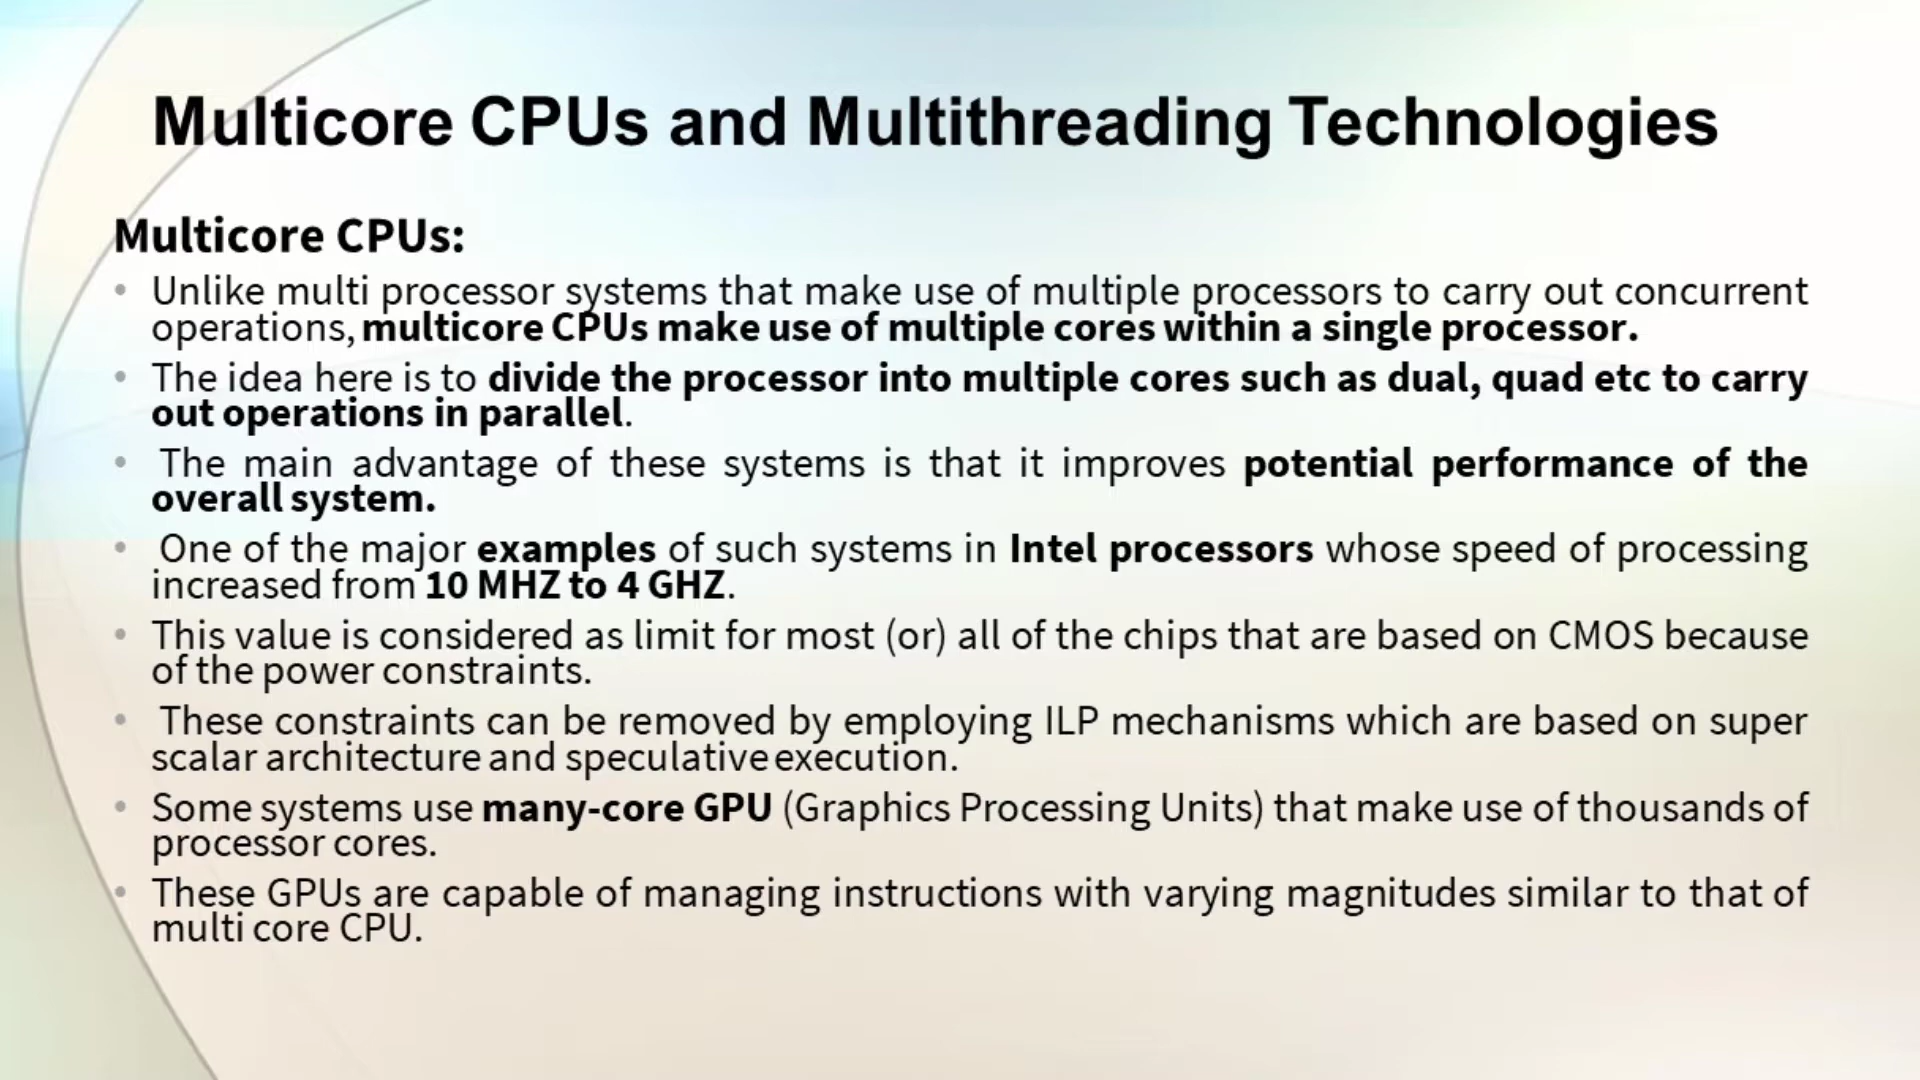 Multicore CPUs and Multithreading Technologies
Multicore CPUs:
• Unlike multi processor systems that make use of multiple processors to carry out concurrent
operations, multicore CPUs make use of multiple cores within a single processor.
• The idea here is to divide the processor into multiple cores such as dual, quad etc to carry
out operations in parallel.
• The main advantage of these systems is that it improves potential performance of the
overall system.
• One of the major examples of such systems in Intel processors whose speed of processing
increased from 10 MHZ to 4 GHZ.
• This value is considered as limit for most (or) all of the chips that are based on CMOS because
of the power constraints.
• These constraints can be removed by employing ILP mechanisms which are based on super
scalar architecture and speculative execution.
• Some systems use many-core GPU (Graphics Processing Units) that make use of thousands of
processor cores.
• These GPUs are capable of managing instructions with varying magnitudes similar to that of
multi core CPU.